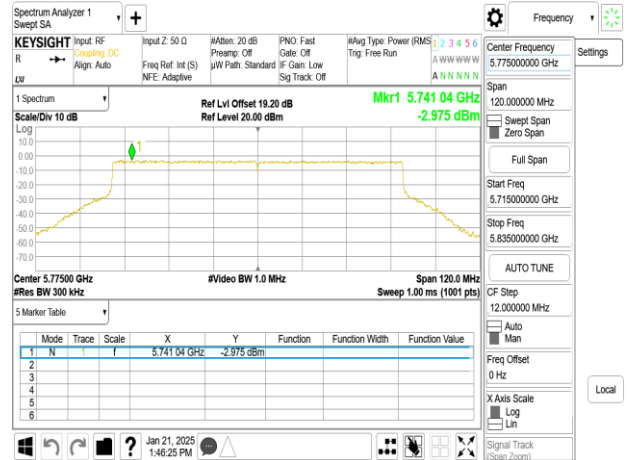 Spectrum Analyzer 1
Swept SA
+
Frequency
KEYSIGHT
R
Input: RF
Coupling: DC
Align: Auto
Input Z: 50 Ω
Freq Ref: Int (S)
NFE: Adaptive
#Atten: 20 dB
Preamp: Off
µW Path: Standard
PNO: Fast
Gate: Off
IF Gain: Low
Sig Track: Off
#Avg Type: Power (RMS
Trig: Free Run
1 2 3 4 5 6
A W W W W W
A N N N N N
1 Spectrum
Scale/Div 10 dB
Ref Lvl Offset 19.20 dB
Ref Level 20.00 dBm
Mkr1 5.741 04 GHz
-2.975 dBm
Log
10.0
0.00
-10.0
-20.0
-30.0
-40.0
-50.0
-60.0
-70.0
1
Center 5.77500 GHz
#Res BW 300 kHz
#Video BW 1.0 MHz
Span 120.0 MHz
Sweep 1.00 ms (1001 pts)
5 Marker Table
Mode Trace Scale X Y Function Function Width Function Value
1 N 1 f 5.741 04 GHz -2.975 dBm
2
3
4
5
6
Center Frequency
5.775000000 GHz
Settings
Span
120.000000 MHz
Swept Span
Zero Span
Full Span
Start Freq
5.715000000 GHz
Stop Freq
5.835000000 GHz
AUTO TUNE
CF Step
12.000000 MHz
Auto
Man
Freq Offset
0 Hz
X Axis Scale
Log
Lin
Signal Track
(Span Zoom)
Local
?
Jan 21, 2025
1:46:25 PM